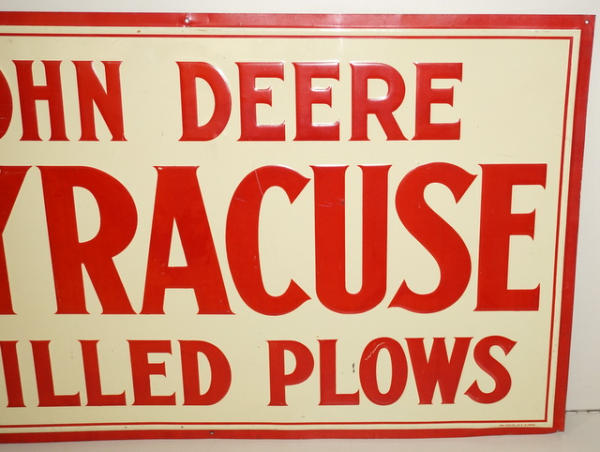 OHN DEERE
YRACUSE
ILLED PLOWS